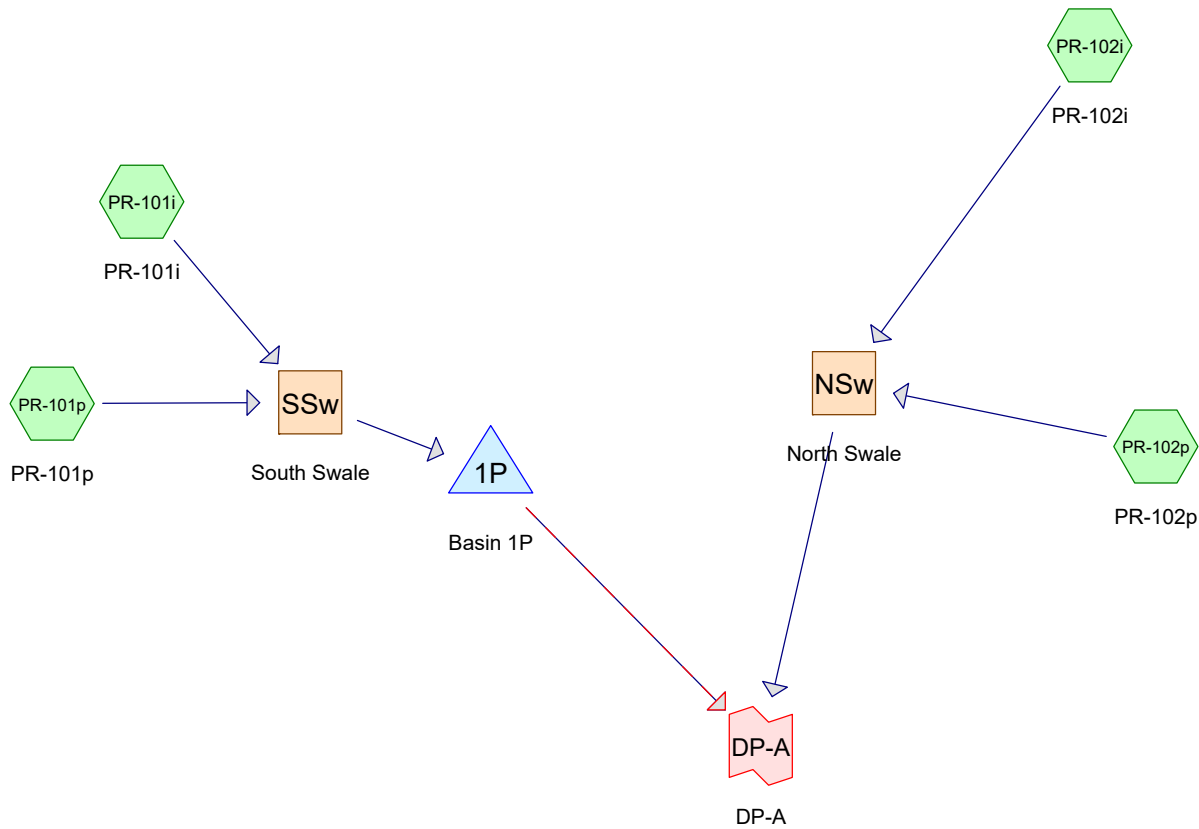 PR-102i
PR-102i
PR-101i
PR-101i
PR-101p
PR-101p
SSw
South Swale
NSw
North Swale
PR-102p
PR-102p
1P
Basin 1P
DP-A
DP-A